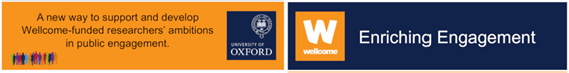 A new way to support and develop
Wellcome-funded researchers' ambitions
in public engagement.
UNIVERSITY OF
OXFORD
W
wellcome
Enriching Engagement